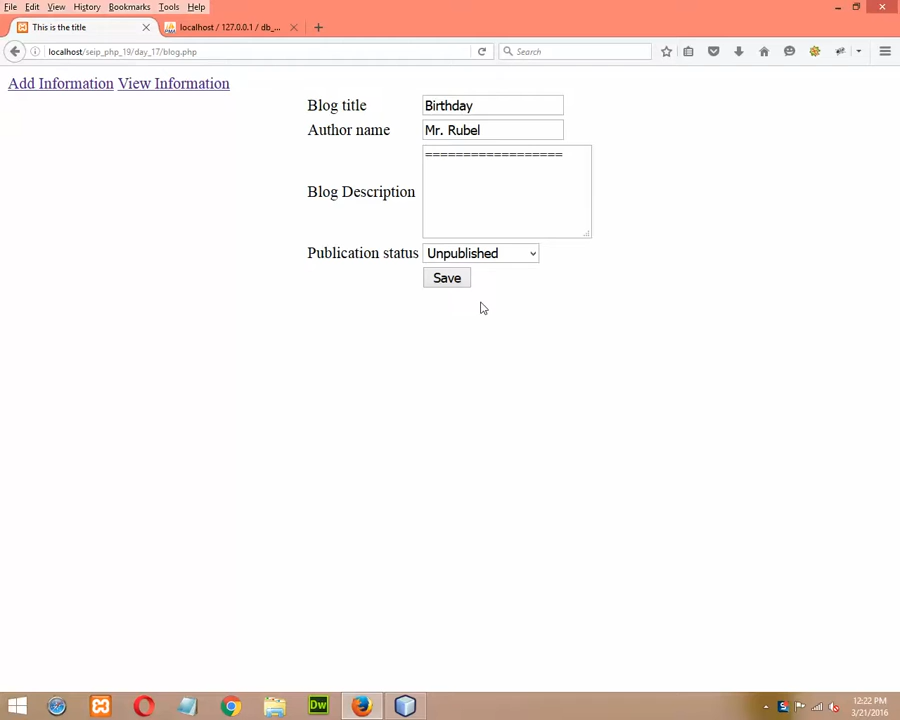 File Edit View History Bookmarks Tools Help
This is the title
localhost / 127.0.0.1 / db_...
localhost/seip_php_19/day_17/blog.php
Search
Add Information View Information
Blog title Birthday
Author name Mr. Rubel
Blog Description ==================
Publication status Unpublished
Save
Dw
12:22 PM
3/21/2016